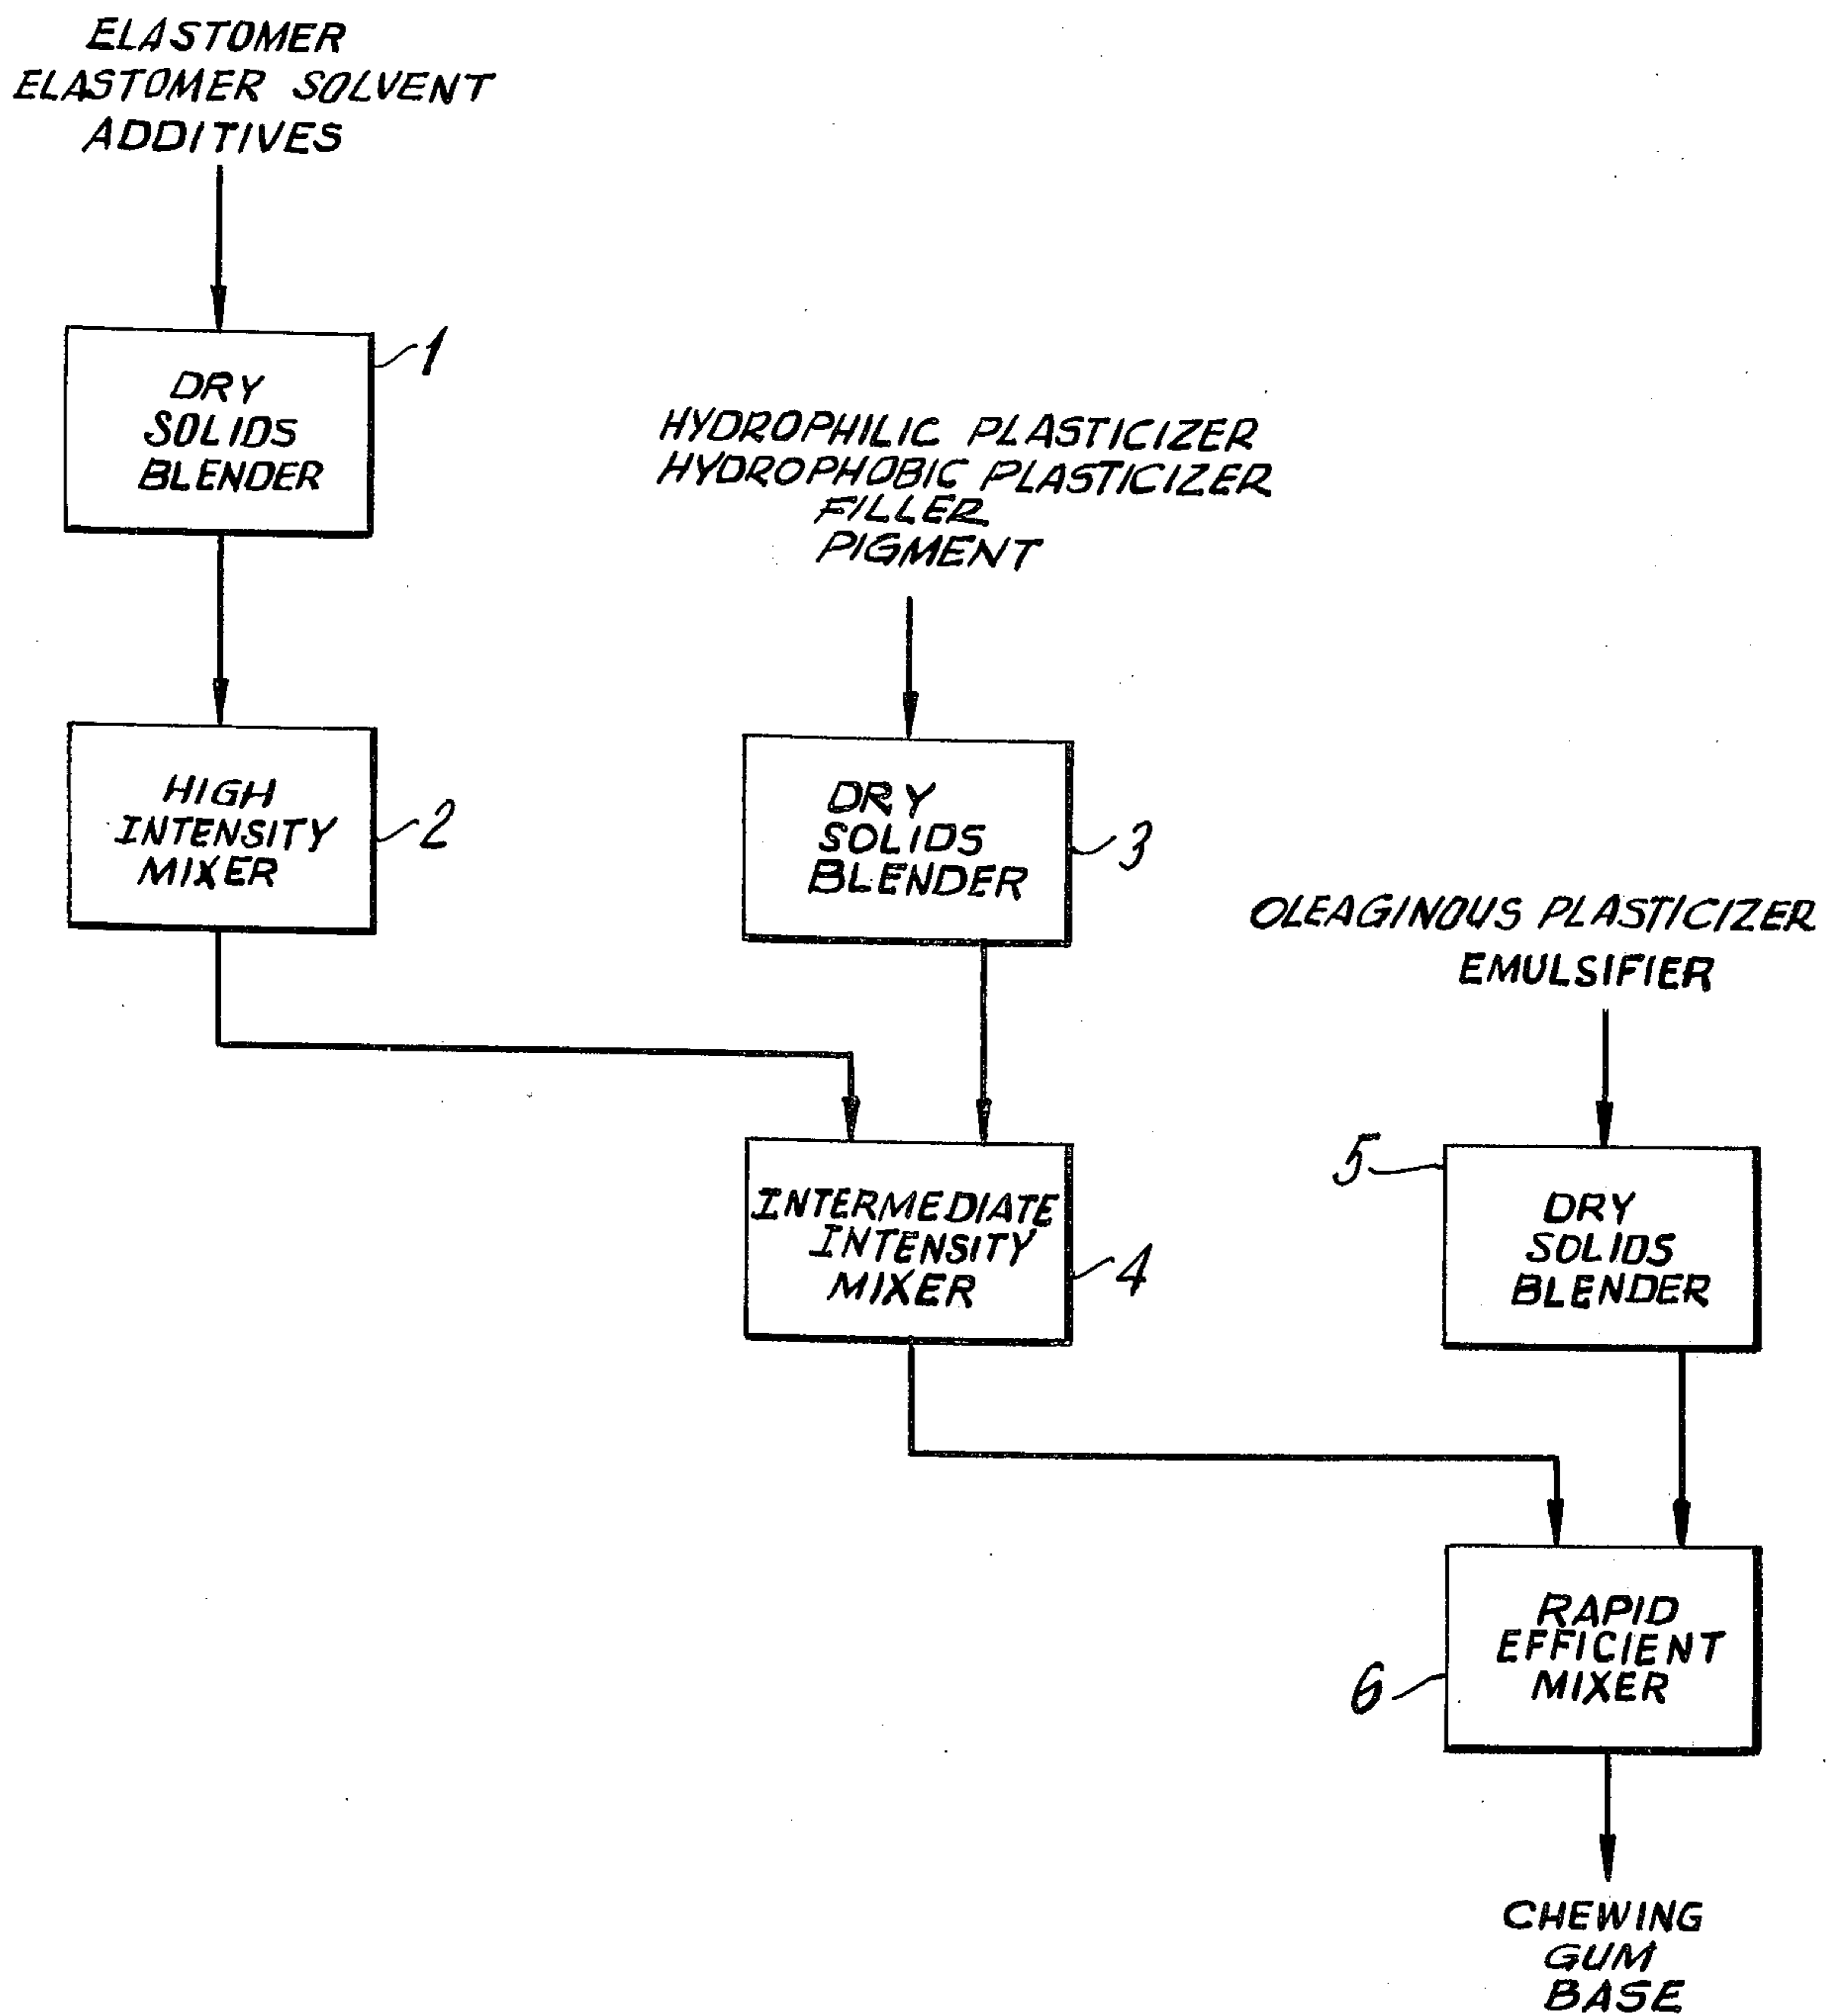 ELASTOMER
ELASTOMER SOLVENT
ADDITIVES
DRY
SOLIDS
BLENDER
1
HIGH
INTENSITY
MIXER
2
HYDROPHILIC PLASTICIZER
HYDROPHOBIC PLASTICIZER
FILLER
PIGMENT
DRY
SOLIDS
BLENDER
3
INTERMEDIATE
INTENSITY
MIXER
4
OLEAGINOUS PLASTICIZER
EMULSIFIER
5
DRY
SOLIDS
BLENDER
RAPID
EFFICIENT
MIXER
6
CHEWING
GUM
BASE